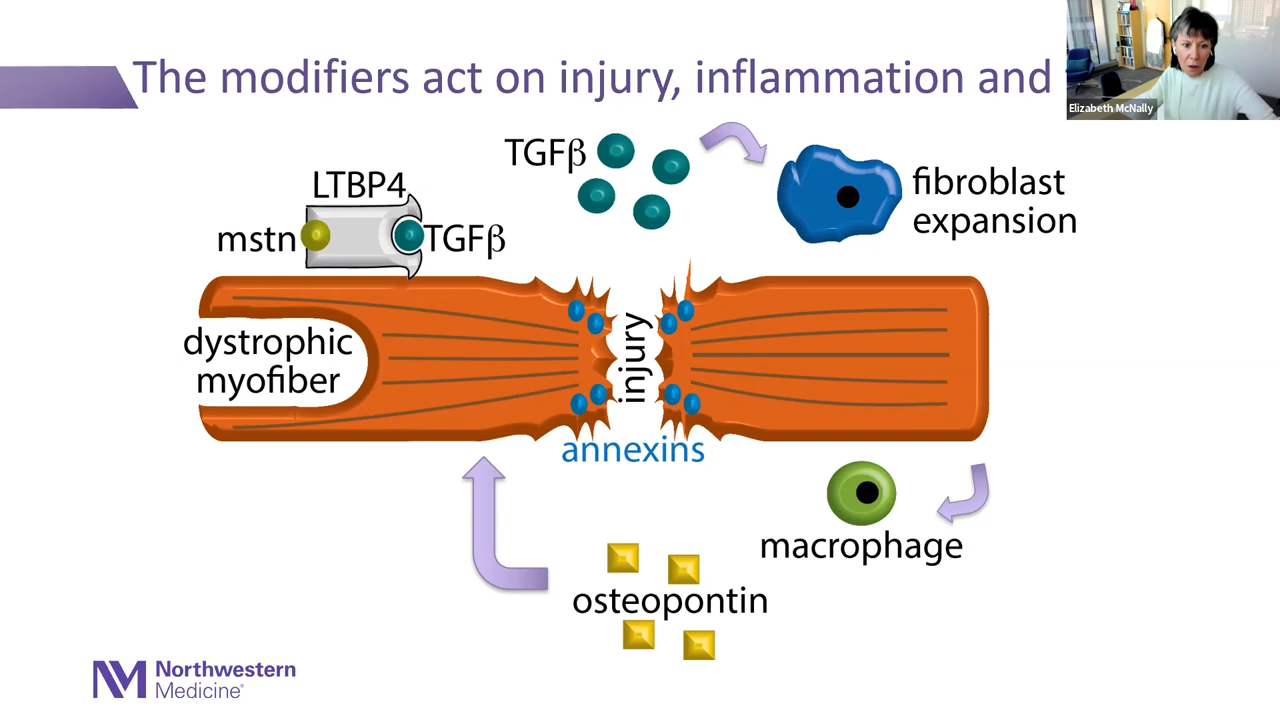 The modifiers act on injury, inflammation and
Elizabeth McNally
TGFβ
LTBP4
mstn
TGFβ
fibroblast
expansion
dystrophic
myofiber
injury
annexins
macrophage
osteopontin
Northwestern
Medicine®